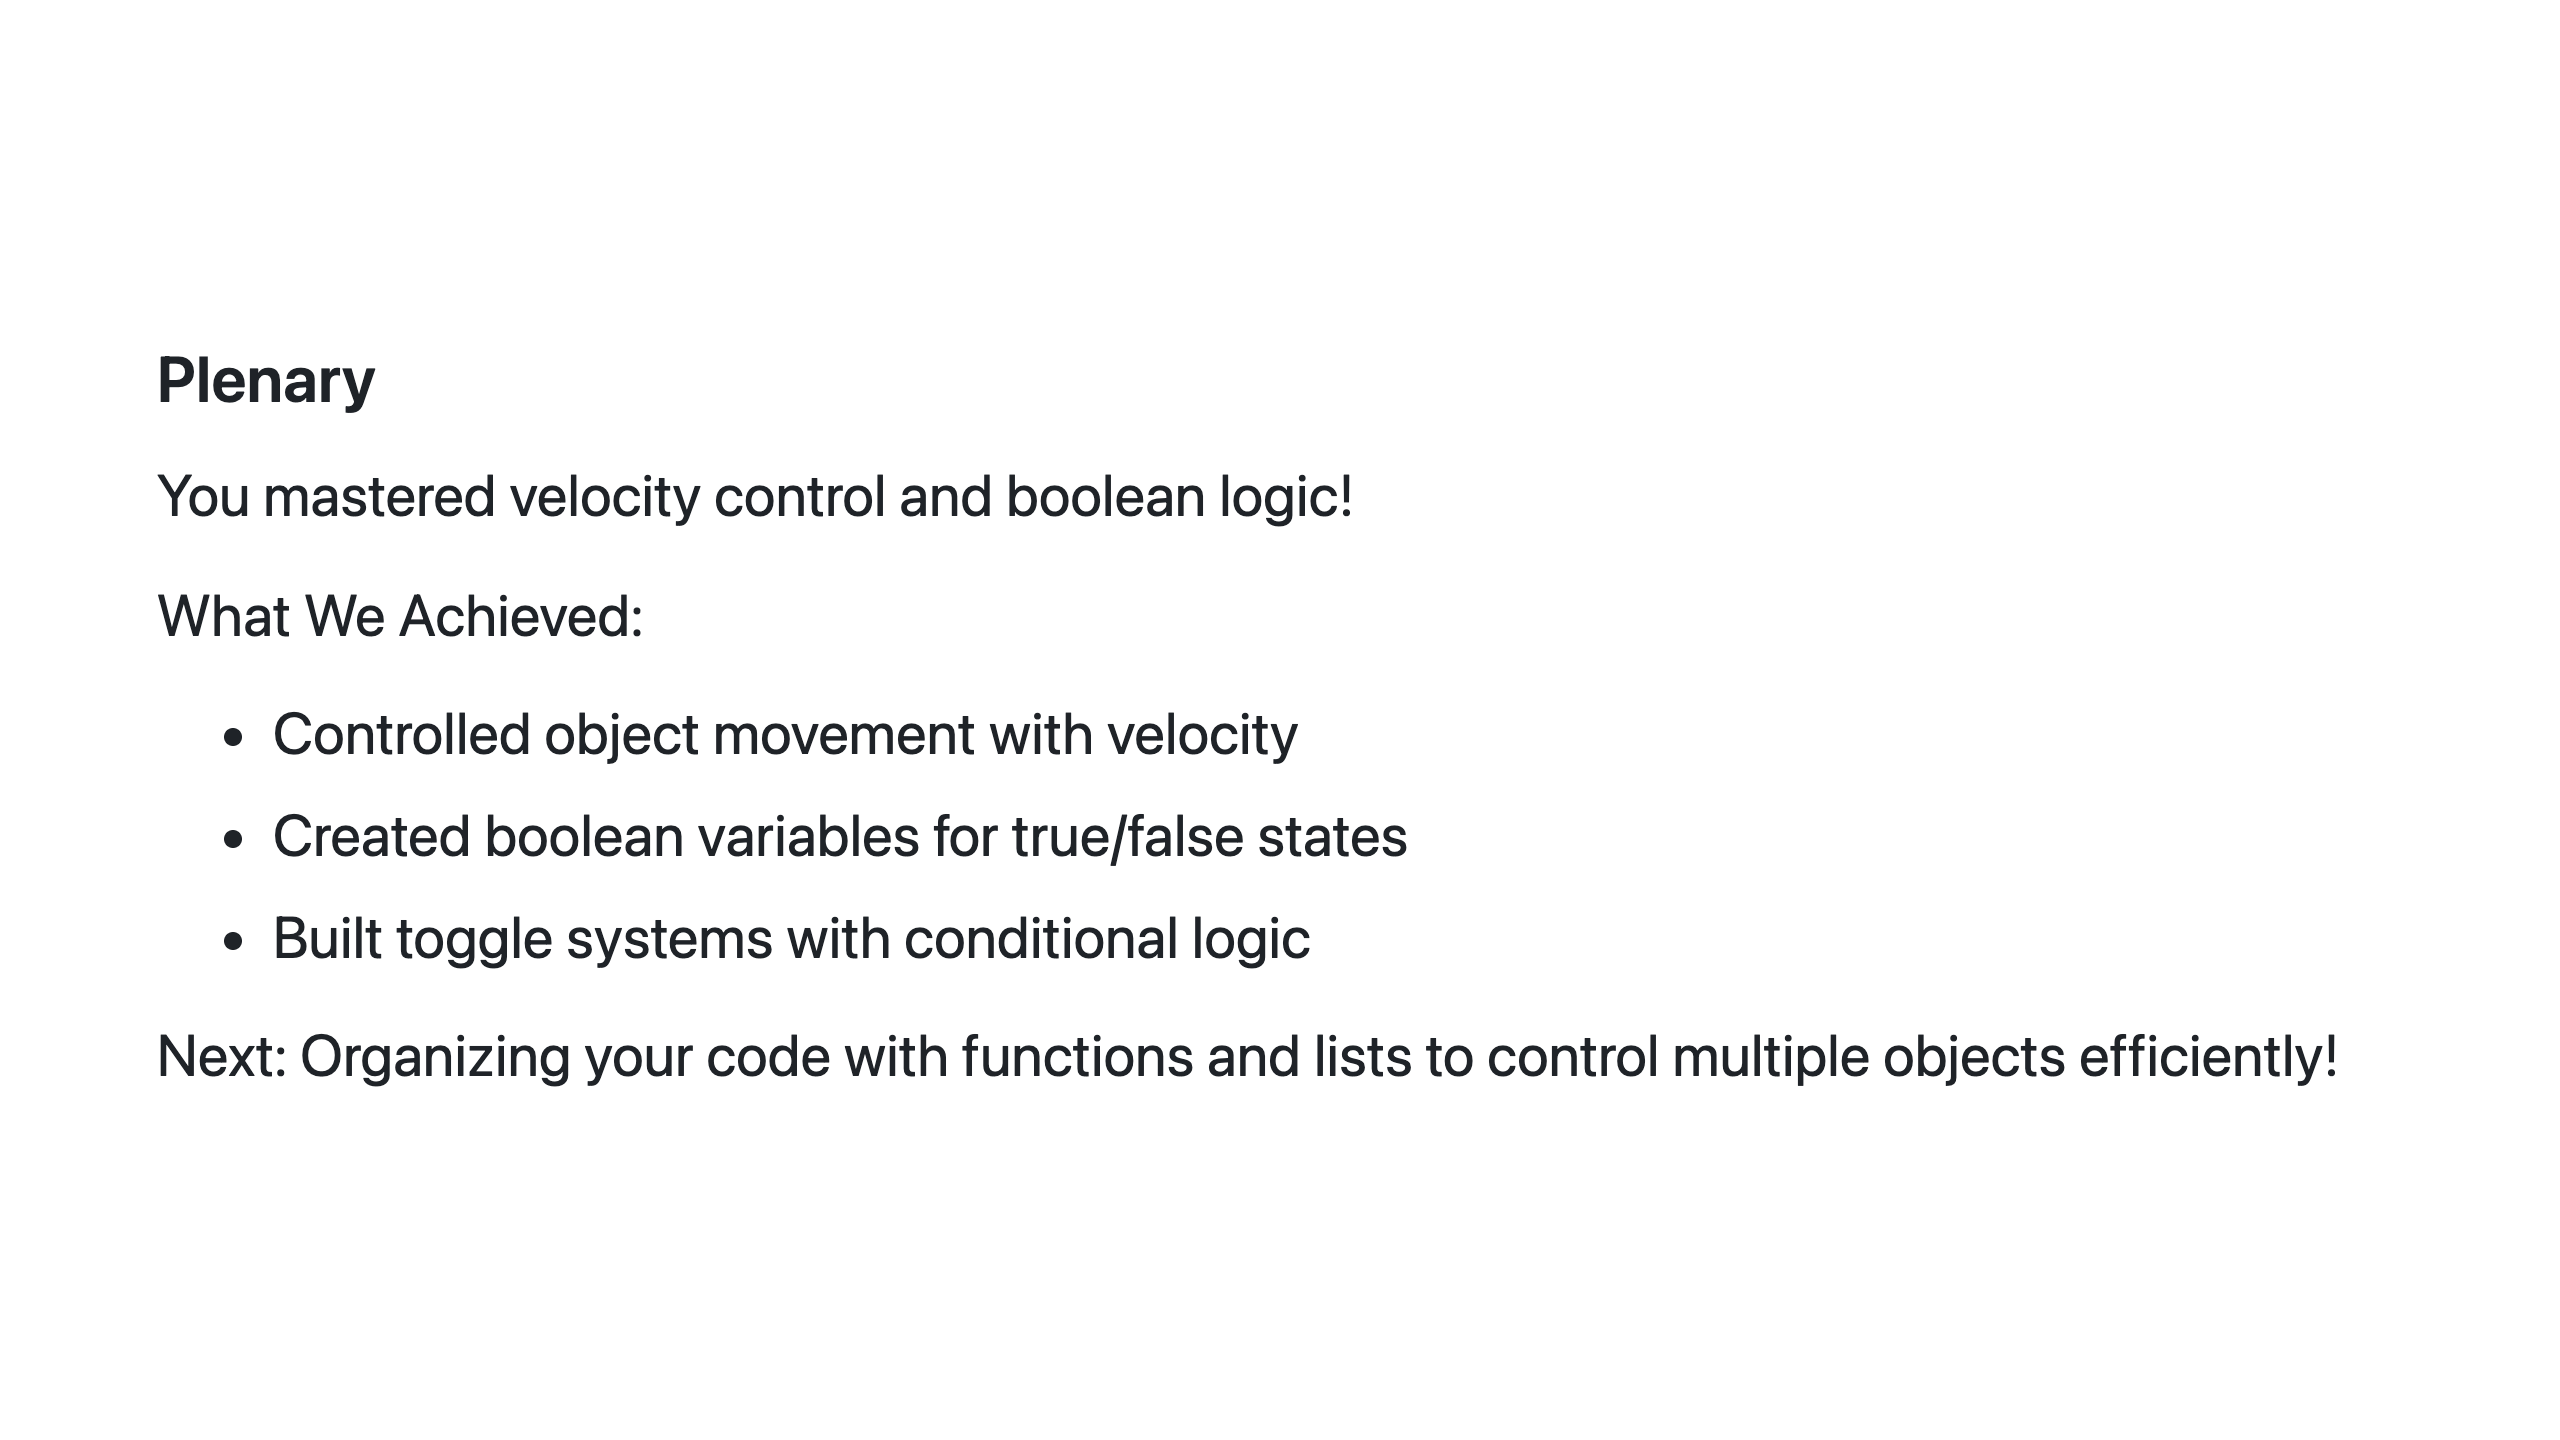 Plenary
You mastered velocity control and boolean logic!
What We Achieved:
• Controlled object movement with velocity
• Created boolean variables for true/false states
• Built toggle systems with conditional logic
Next: Organizing your code with functions and lists to control multiple objects efficiently!